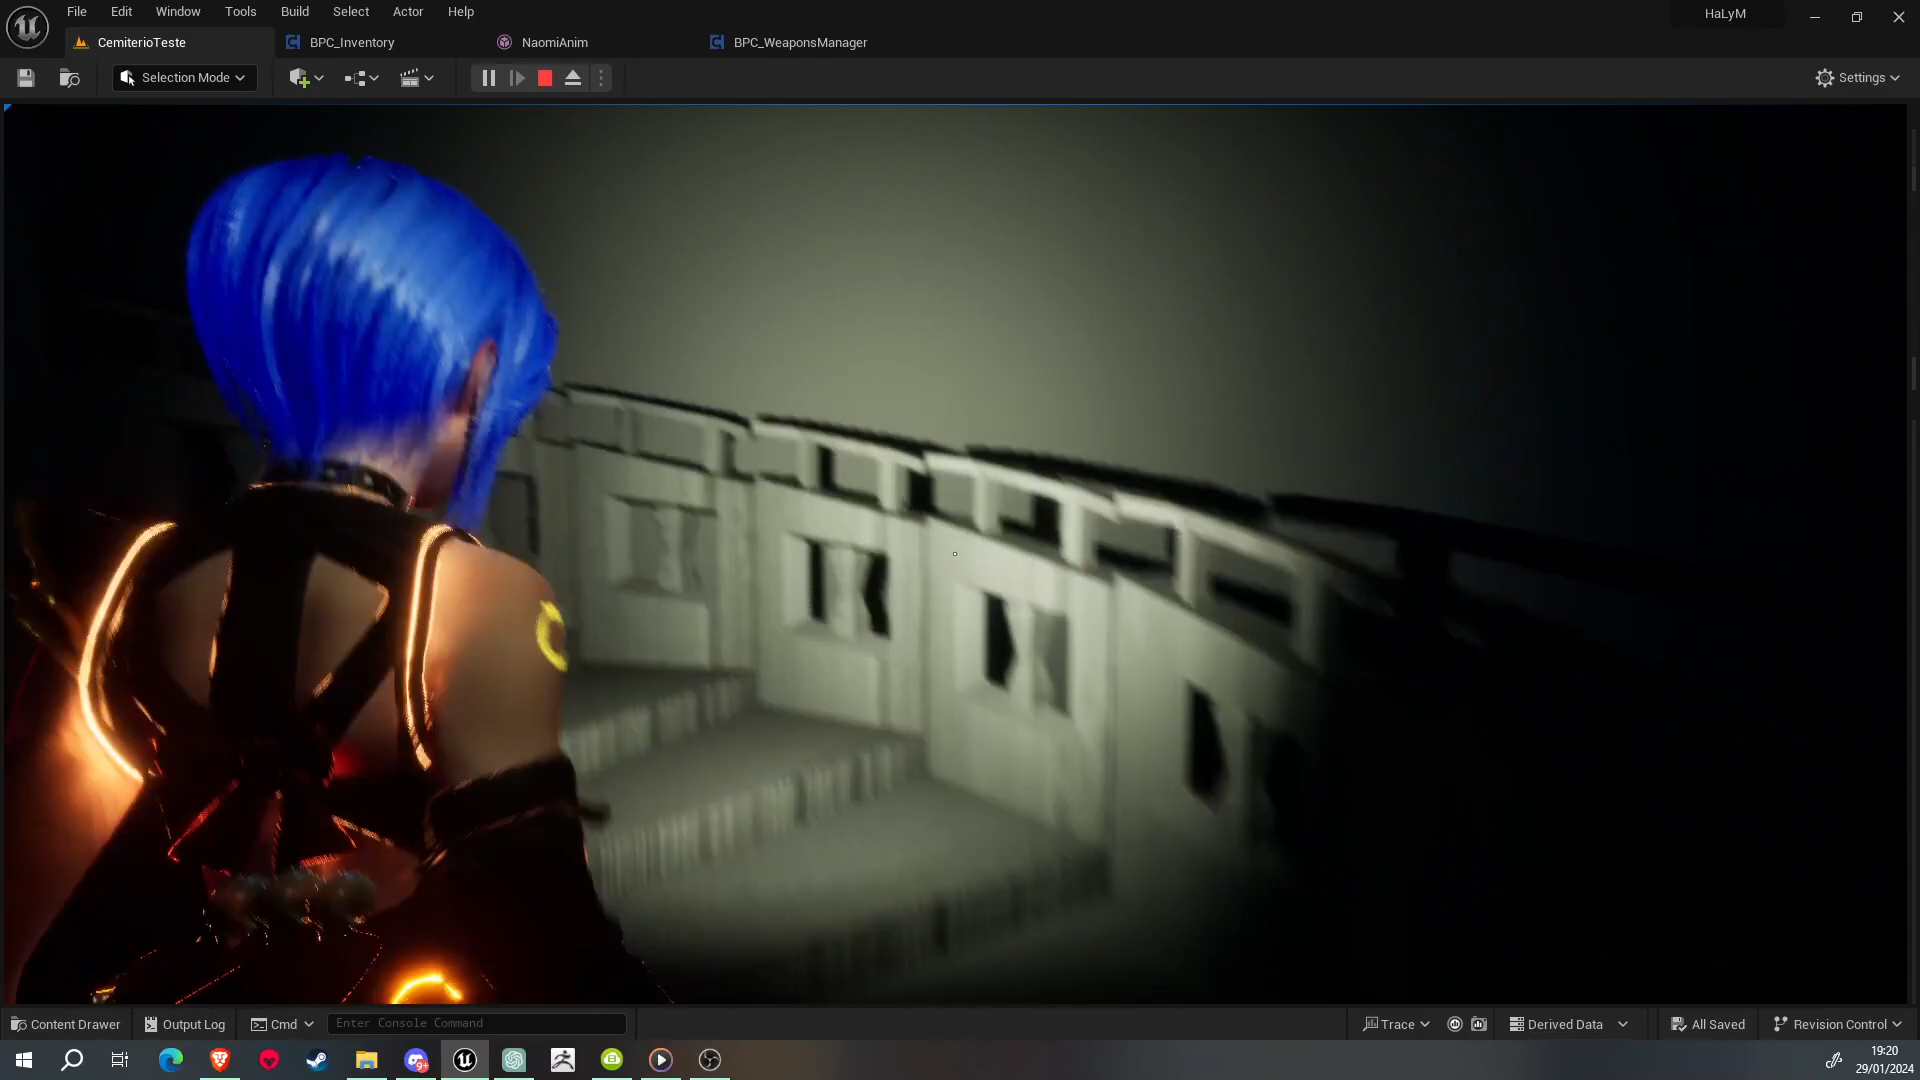 File Edit Window Tools Build Select Actor Help
HaLyM
CemiterioTeste BPC_Inventory NaomiAnim BPC_WeaponsManager
Selection Mode
Settings
Content Drawer Output Log Cmd Enter Console Command Trace Derived Data All Saved Revision Control
9+
19:20
29/01/2024